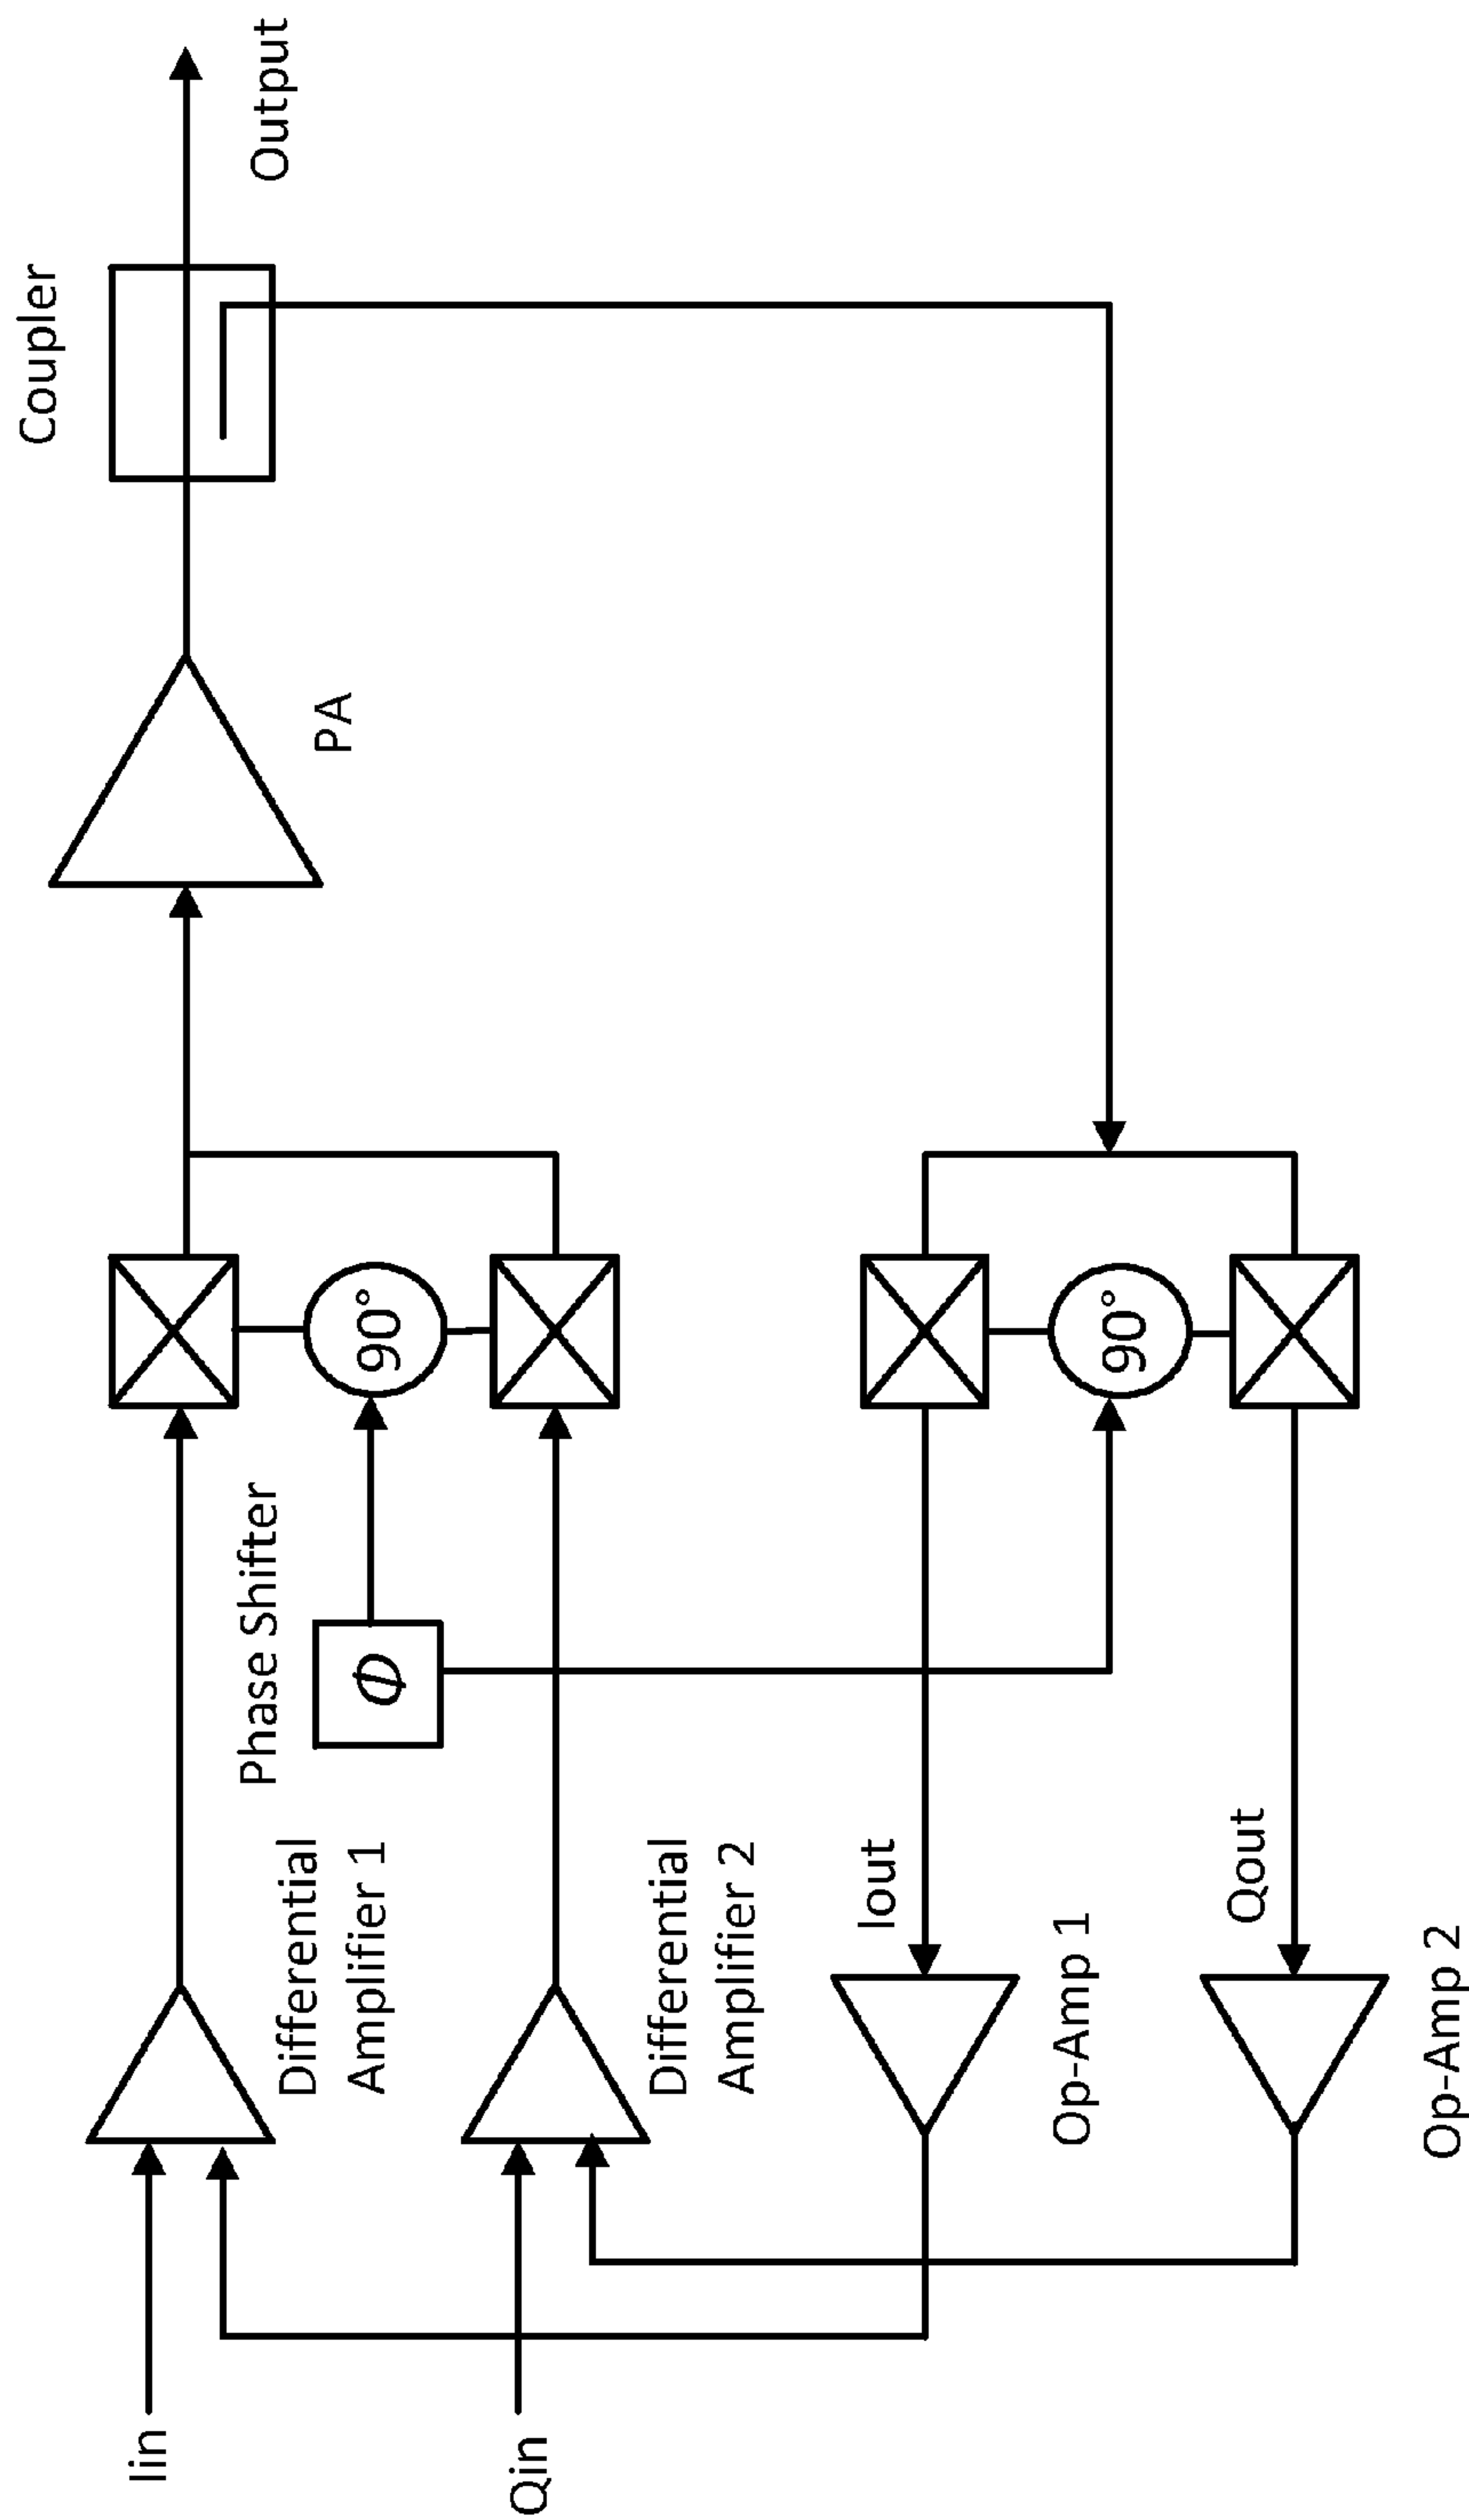 Iin
Qin
Differential
Amplifier 1
Differential
Amplifier 2
Phase Shifter
Φ
90°
90°
PA
Coupler
Output
Iout
Op-Amp 1
Qout
Op-Amp 2